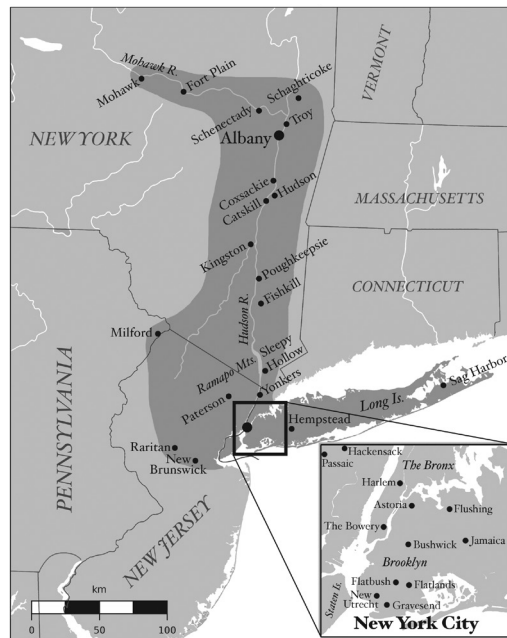 Mohawk R.
Mohawk
Fort Plain
Schaghticoke
VERMONT
Schenectady
Troy
Albany
NEW YORK
Coxsackie
Hudson
Catskill
MASSACHUSETTS
Kingston
Poughkeepsie
CONNECTICUT
Fishkill
Hudson R.
Milford
Sleepy
Hollow
Ramapo Mts.
Yonkers
Sag Harbor
Paterson
Long Is.
Hempstead
PENNSYLVANIA
Raritan
New
Brunswick
NEW JERSEY
Hackensack
Passaic
The Bronx
Harlem
Astoria
Flushing
The Bowery
Bushwick
Jamaica
Brooklyn
Staten Is.
Flatbush
Flatlands
New
Utrecht
Gravesend
New York City
km
0
50
100